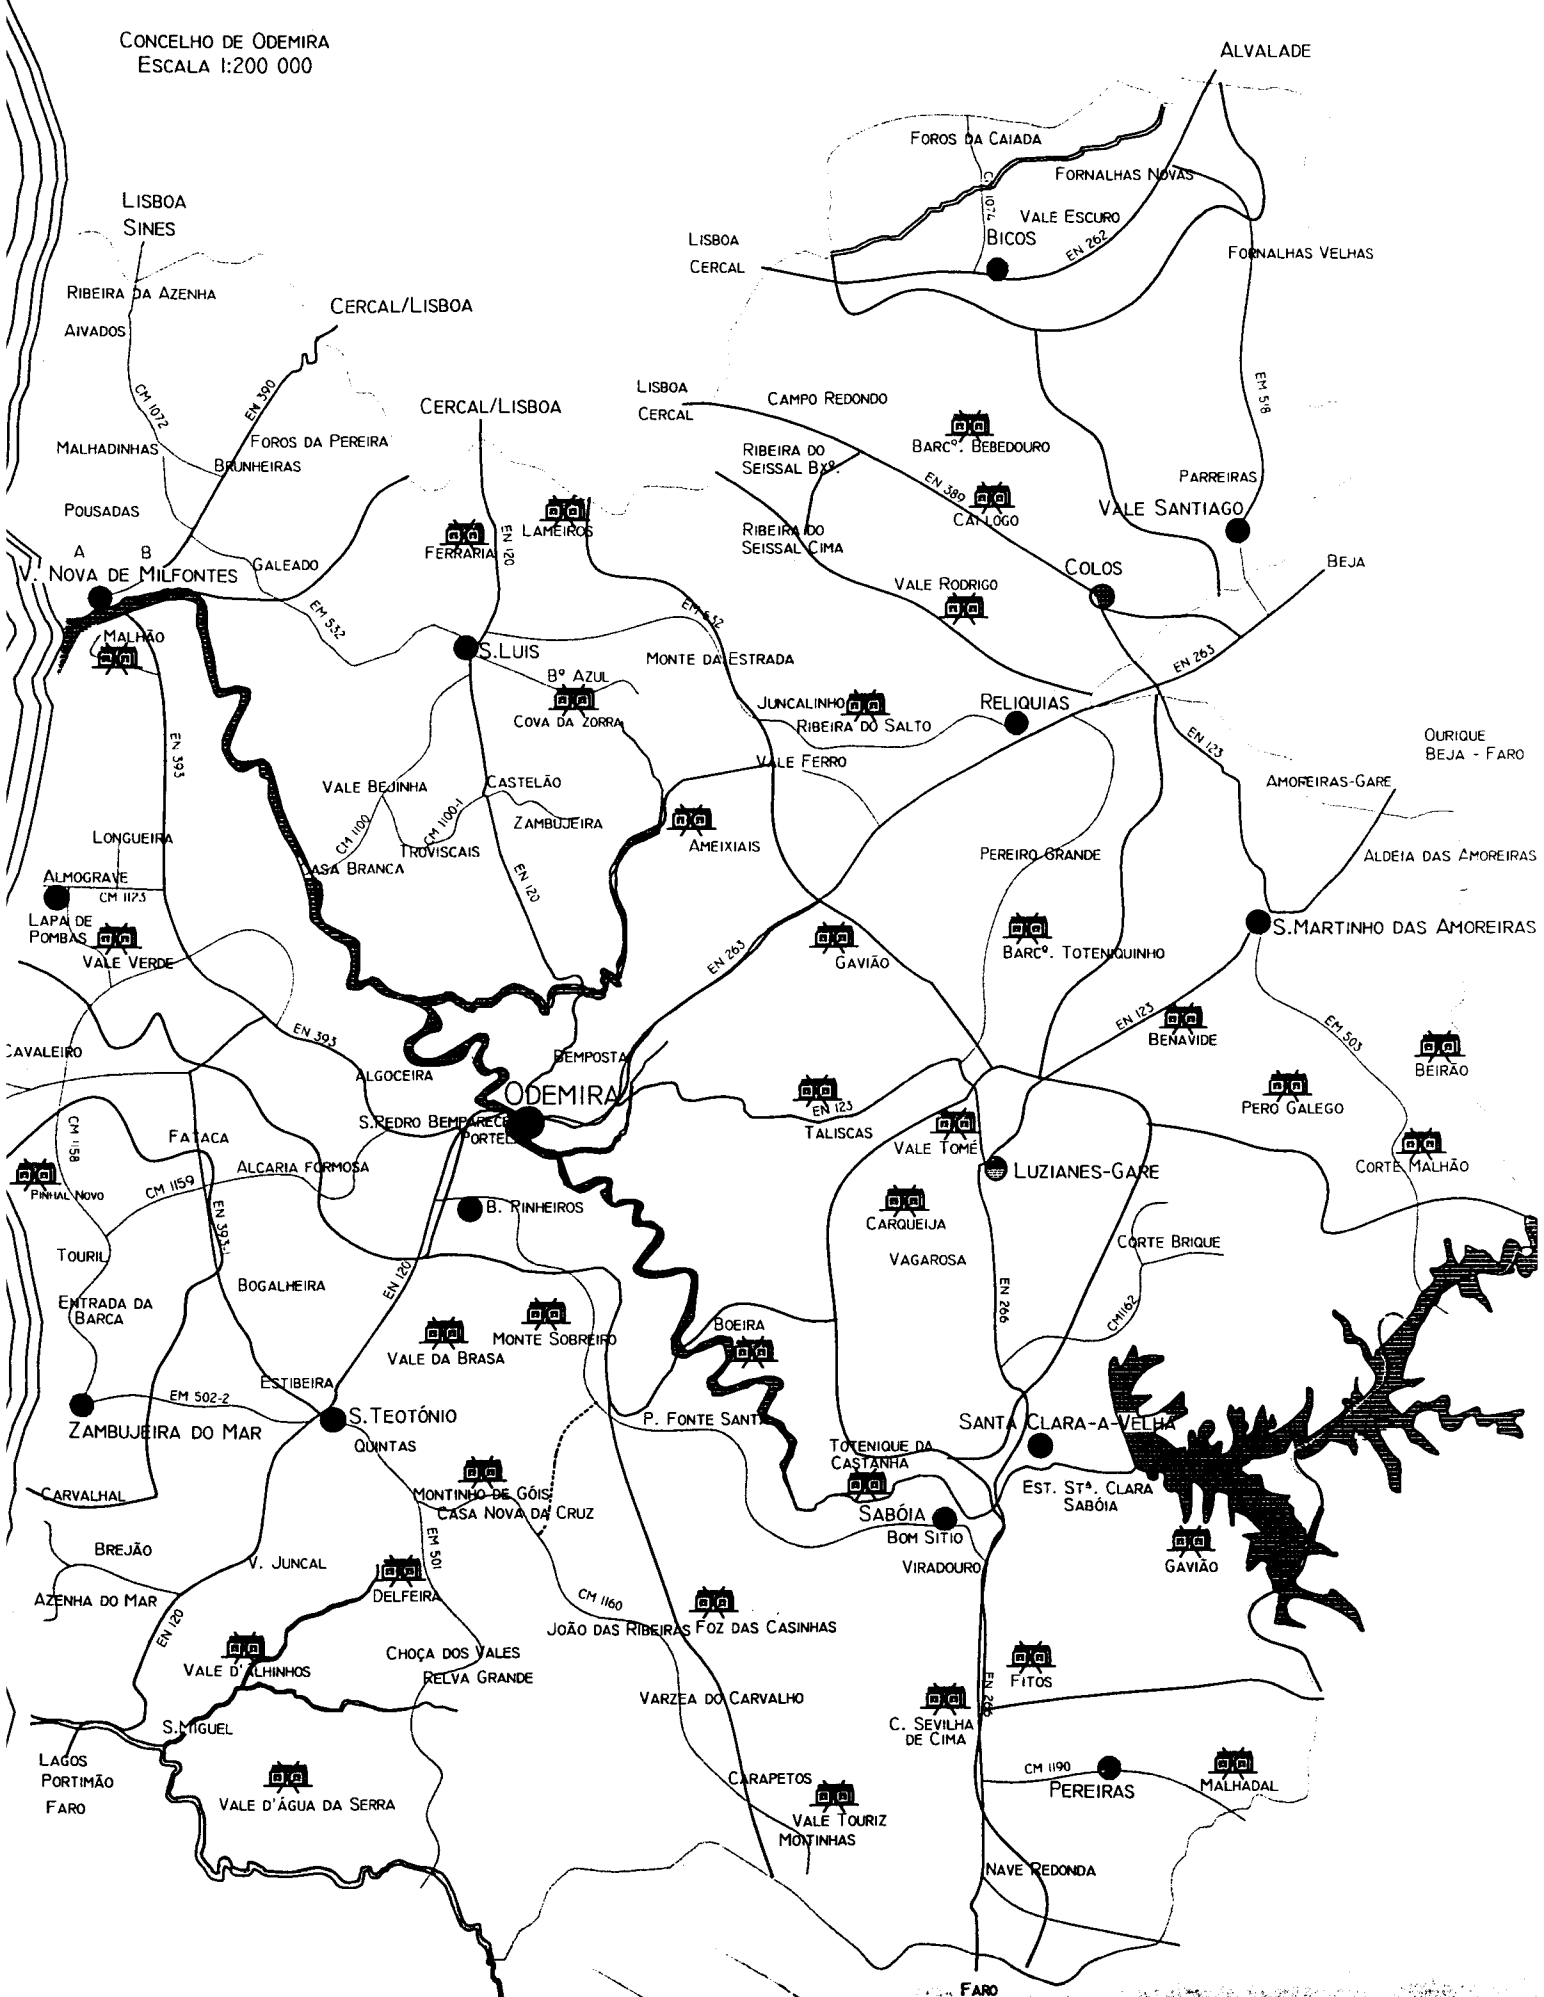 CONCELHO DE ODEMIRA
ESCALA 1:200 000
ALVALADE
FOROS DA CAIADA
FORNALHAS NOVAS
CM 1074
LISBOA
SINES
VALE ESCURO
BICOS
EN 262
LISBOA
CERCAL
FORNALHAS VELHAS
RIBEIRA DA AZENHA
AIVADOS
CERCAL/LISBOA
CM 1072
EN 390
EM 518
CERCAL/LISBOA
LISBOA
CERCAL
CAMPO REDONDO
MALHADINHAS
FOROS DA PEREIRA
BRUNHEIRAS
RIBEIRA DO
SEISSAL BXº.
BARCº. BEBEDOURO
PARREIRAS
EN 389
POUSADAS
VALE SANTIAGO
CAI LOGO
LAMEIROS
FERRARIA
EN 120
RIBEIRA DO
SEISSAL CIMA
A B
GALEADO
V. NOVA DE MILFONTES
COLOS
BEJA
VALE RODRIGO
EM 532
EM 532
MALHÃO
S.LUIS
MONTE DA ESTRADA
EN 263
Bº AZUL
COVA DA ZORRA
JUNCALINHO
RELIQUIAS
RIBEIRA DO SALTO
EN 393
EN 123
OURIQUE
BEJA - FARO
VALE FERRO
VALE BEJINHA
CASTELÃO
AMOREIRAS-GARE
ZAMBUJEIRA
CM 1100
CM 1100-1
LONGUEIRA
TROVISCAIS
AMEIXIAIS
PEREIRO GRANDE
ALDEIA DAS AMOREIRAS
CASA BRANCA
EN 120
ALMOGRAVE
CM 1123
LAPA DE
POMBAS
VALE VERDE
GAVIÃO
BARCº. TOTENIQUINHO
S.MARTINHO DAS AMOREIRAS
EN 263
EN 123
EM 503
EN 393
BENAVIDE
CAVALEIRO
BEMPOSTA
ALGOCEIRA
BEIRÃO
ODEMIRA
EN 123
PERO GALEGO
S.PEDRO BEMPARECE
PORTELA
TALISCAS
VALE TOMÉ
CM 1158
FATACA
ALCARIA FORMOSA
CORTE MALHÃO
LUZIANES-GARE
PINHAL NOVO
CM 1159
EN 393-1
B. PINHEIROS
CARQUEIJA
CORTE BRIQUE
TOURIL
VAGAROSA
BOGALHEIRA
EN 120
EN 266
CM1162
ENTRADA DA
BARCA
MONTE SOBREIRO
BOEIRA
VALE DA BRASA
ESTIBEIRA
EM 502-2
S.TEOTÓNIO
P. FONTE SANTA
SANTA CLARA-A-VELHA
ZAMBUJEIRA DO MAR
QUINTAS
TOTENIQUE DA
CASTANHA
MONTINHO DE GÓIS
CARVALHAL
CASA NOVA DA CRUZ
EST. STª. CLARA
SABÓIA
SABÓIA
BOM SITIO
EM 501
BREJÃO
V. JUNCAL
VIRADOURO
GAVIÃO
AZENHA DO MAR
DELFEIRA
CM 1160
EN 120
JOÃO DAS RIBEIRAS
FOZ DAS CASINHAS
CHOÇA DOS VALES
VALE D'ALHINHOS
RELVA GRANDE
FITOS
EN 266
VARZEA DO CARVALHO
C. SEVILHA
DE CIMA
S.MIGUEL
LAGOS
PORTIMÃO
FARO
CM 1190
CARAPETOS
PEREIRAS
MALHADAL
VALE D'ÁGUA DA SERRA
VALE TOURIZ
MOITINHAS
NAVE REDONDA
FARO